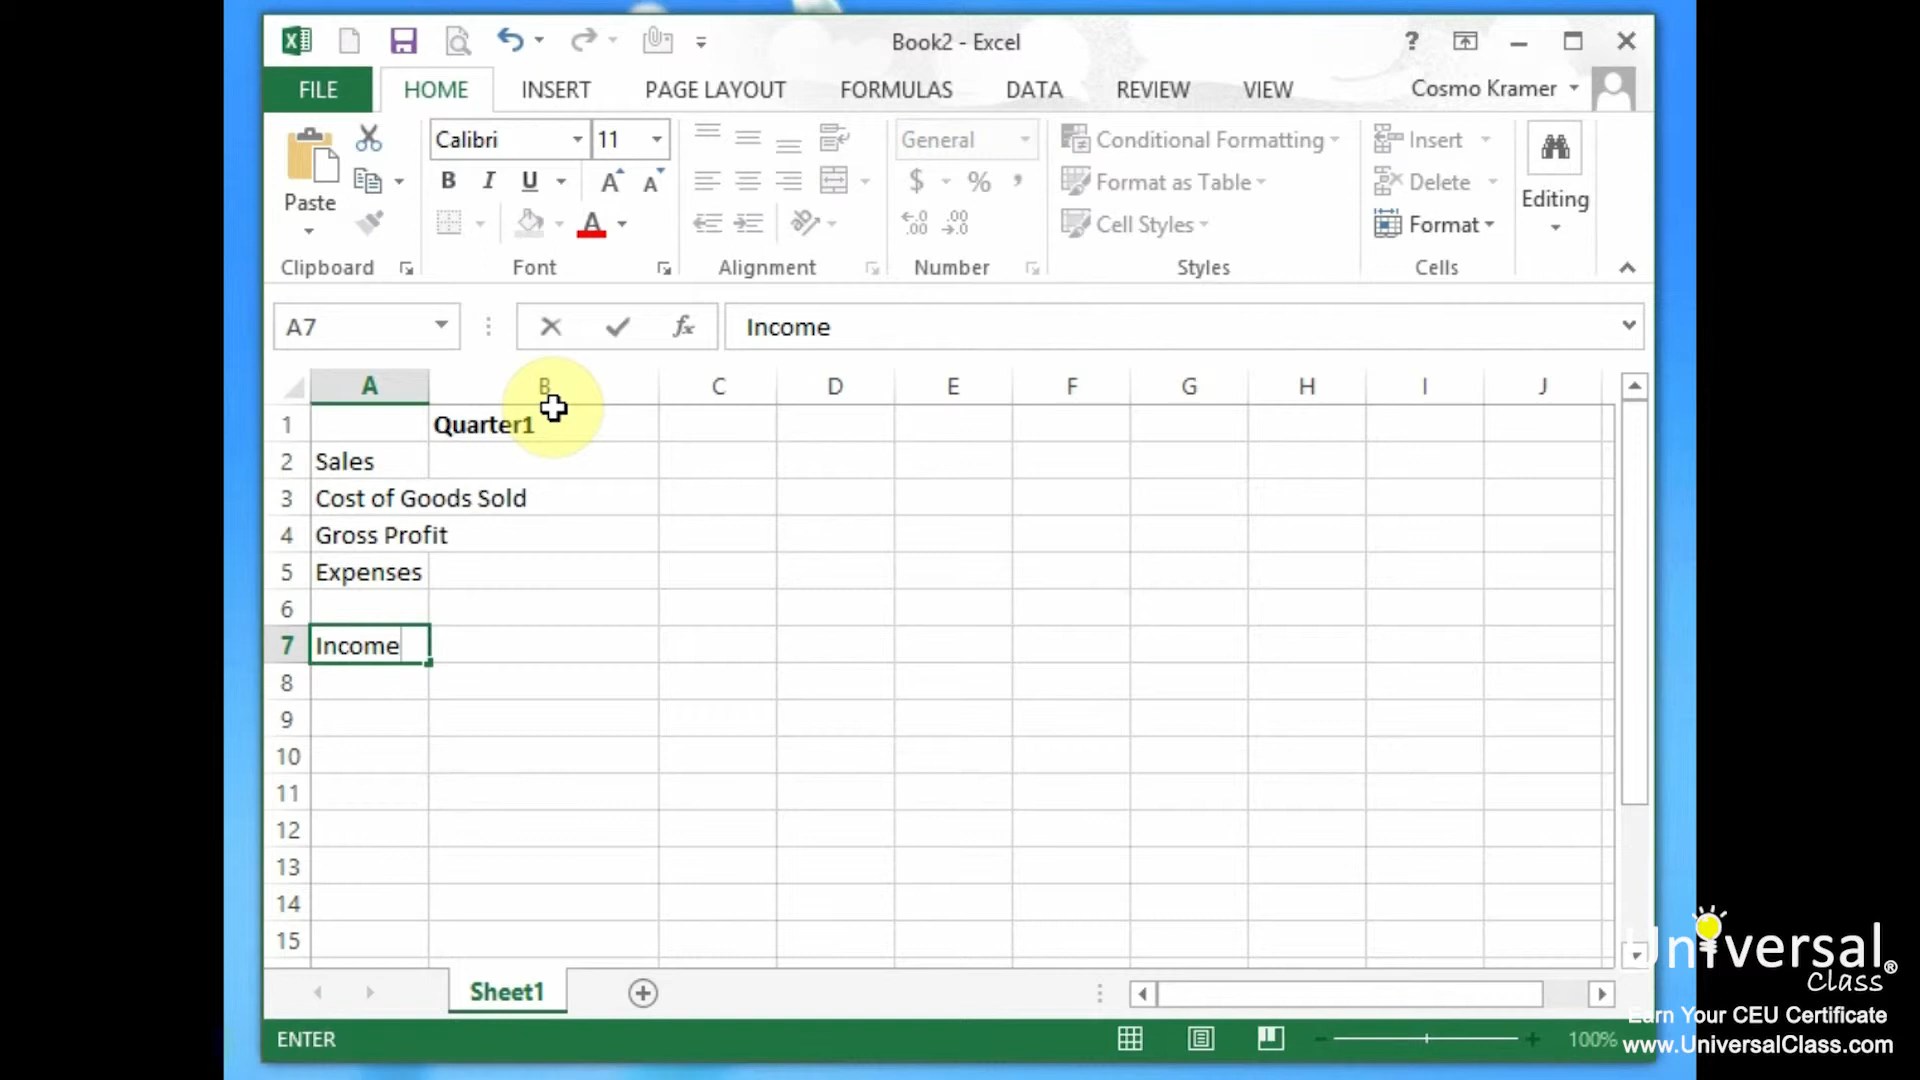 Book2 - Excel
?
FILE HOME INSERT PAGE LAYOUT FORMULAS DATA REVIEW VIEW Cosmo Kramer
Paste
Calibri 11
B I U A A
A
General
$ % ,
.00 .00
Conditional Formatting
Format as Table
Cell Styles
Insert
Delete
Format
Editing
Clipboard Font Alignment Number Styles Cells
A7 fx Income
A B C D E F G H I J
1 Quarter1
2 Sales
3 Cost of Goods Sold
4 Gross Profit
5 Expenses
6
7 Income
8
9
10
11
12
13
14
15
Sheet1
ENTER 100%
Universal
Class®
Earn Your CEU Certificate
www.UniversalClass.com